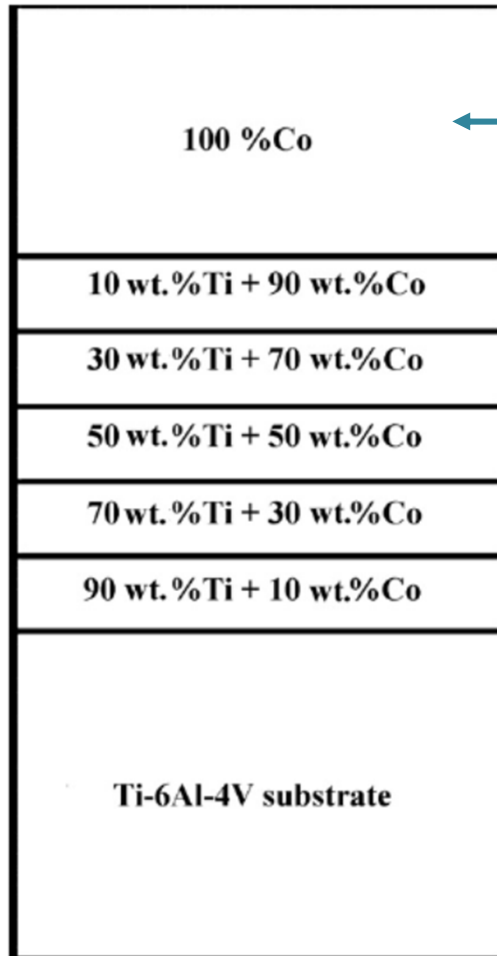 100 %Co
10 wt.%Ti + 90 wt.%Co
30 wt.%Ti + 70 wt.%Co
50 wt.%Ti + 50 wt.%Co
70 wt.%Ti + 30 wt.%Co
90 wt.%Ti + 10 wt.%Co
Ti-6Al-4V substrate